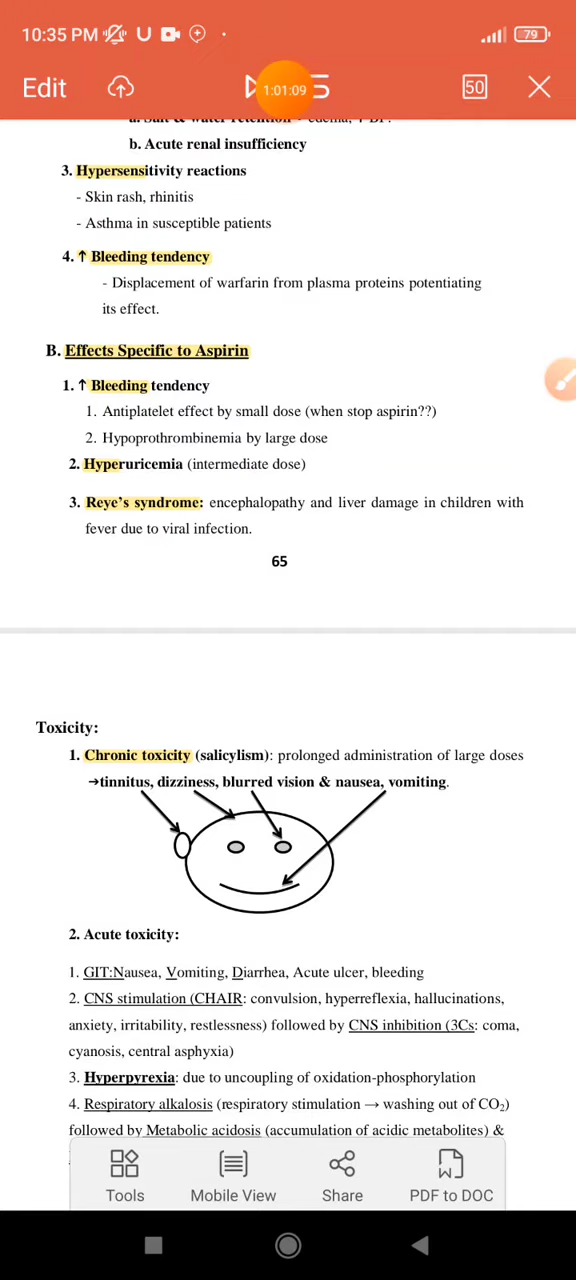 10:35 PM U 79
Edit 1:01:09 5 50
a. Salt & water retention edema, ↑ BP.
b. Acute renal insufficiency
3. Hypersensitivity reactions
- Skin rash, rhinitis
- Asthma in susceptible patients
4. ↑ Bleeding tendency
- Displacement of warfarin from plasma proteins potentiating
its effect.
B. Effects Specific to Aspirin
1. ↑ Bleeding tendency
1. Antiplatelet effect by small dose (when stop aspirin??)
2. Hypoprothrombinemia by large dose
2. Hyperuricemia (intermediate dose)
3. Reye's syndrome: encephalopathy and liver damage in children with
fever due to viral infection.
65
Toxicity:
1. Chronic toxicity (salicylism): prolonged administration of large doses
→tinnitus, dizziness, blurred vision & nausea, vomiting.
2. Acute toxicity:
1. GIT:Nausea, Vomiting, Diarrhea, Acute ulcer, bleeding
2. CNS stimulation (CHAIR: convulsion, hyperreflexia, hallucinations,
anxiety, irritability, restlessness) followed by CNS inhibition (3Cs: coma,
cyanosis, central asphyxia)
3. Hyperpyrexia: due to uncoupling of oxidation-phosphorylation
4. Respiratory alkalosis (respiratory stimulation → washing out of CO₂)
followed by Metabolic acidosis (accumulation of acidic metabolites) &
Tools Mobile View Share PDF to DOC